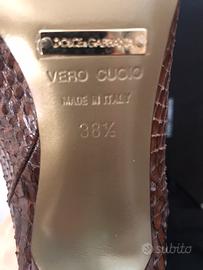 DOLCE & GABBANA
VERO CUOIO
MADE IN ITALY
38½
subito